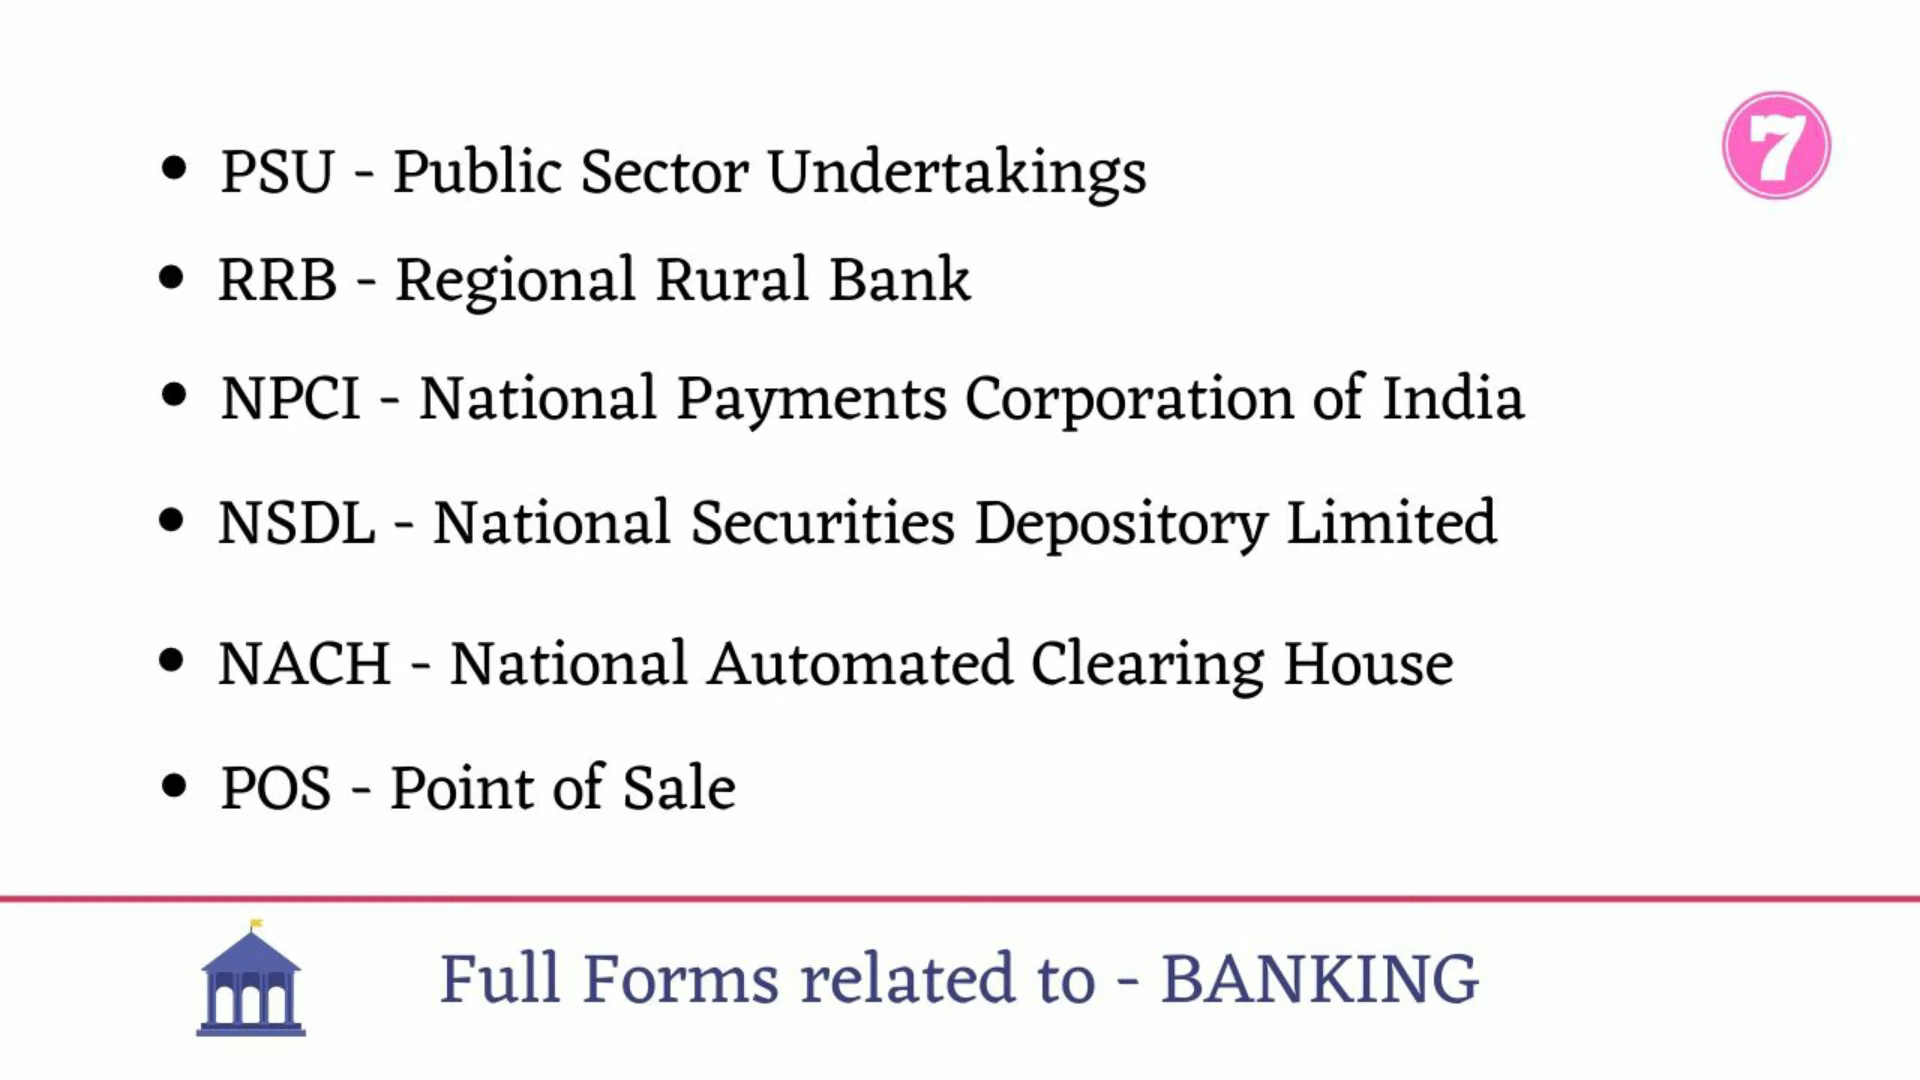 7
• PSU - Public Sector Undertakings
• RRB - Regional Rural Bank
• NPCI - National Payments Corporation of India
• NSDL - National Securities Depository Limited
• NACH - National Automated Clearing House
• POS - Point of Sale
Full Forms related to - BANKING